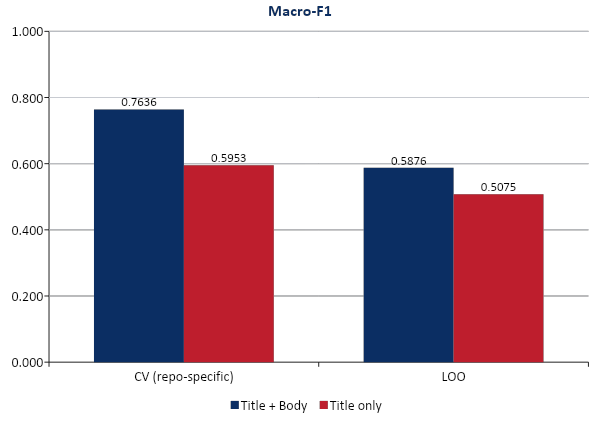 Macro-F1
1.000
0.800
0.600
0.400
0.200
0.000
0.7636
0.5953
0.5876
0.5075
CV (repo-specific)
LOO
Title + Body
Title only